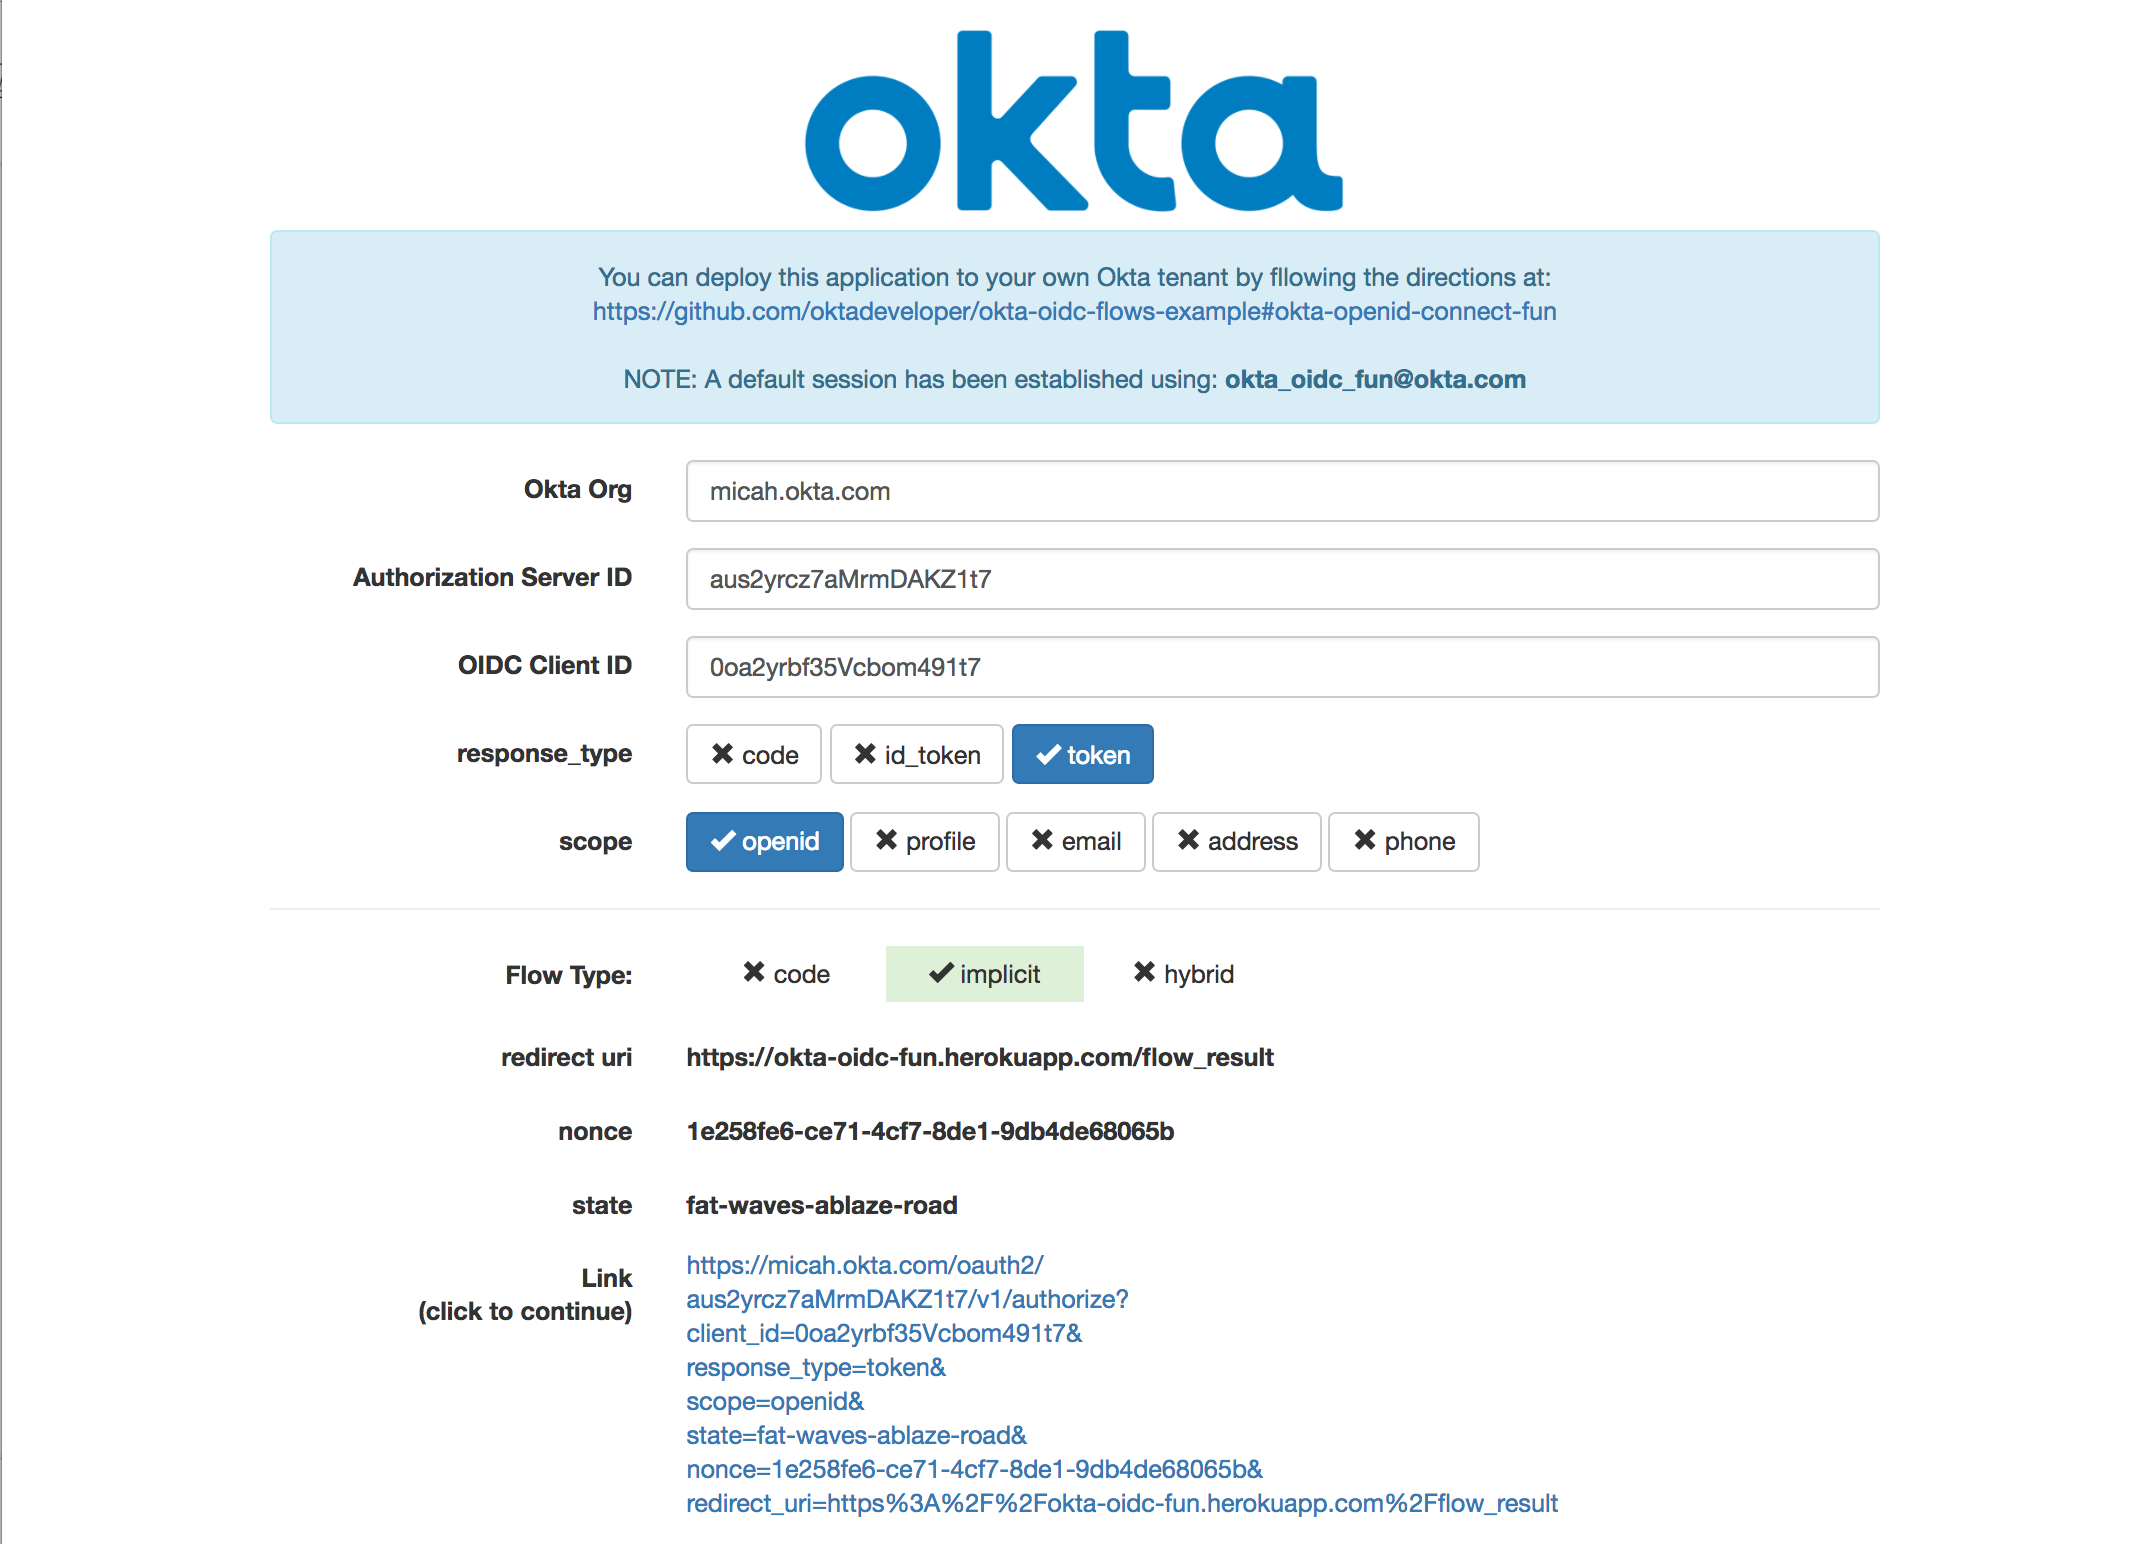 okta
You can deploy this application to your own Okta tenant by fllowing the directions at:
https://github.com/oktadeveloper/okta-oidc-flows-example#okta-openid-connect-fun
NOTE: A default session has been established using: okta_oidc_fun@okta.com
Okta Org micah.okta.com
Authorization Server ID aus2yrcz7aMrmDAKZ1t7
OIDC Client ID 0oa2yrbf35Vcbom491t7
response_type ✖ code ✖ id_token ✔ token
scope ✔ openid ✖ profile ✖ email ✖ address ✖ phone
Flow Type: ✖ code ✔ implicit ✖ hybrid
redirect uri https://okta-oidc-fun.herokuapp.com/flow_result
nonce 1e258fe6-ce71-4cf7-8de1-9db4de68065b
state fat-waves-ablaze-road
Link
(click to continue)
https://micah.okta.com/oauth2/
aus2yrcz7aMrmDAKZ1t7/v1/authorize?
client_id=0oa2yrbf35Vcbom491t7&
response_type=token&
scope=openid&
state=fat-waves-ablaze-road&
nonce=1e258fe6-ce71-4cf7-8de1-9db4de68065b&
redirect_uri=https%3A%2F%2Fokta-oidc-fun.herokuapp.com%2Fflow_result